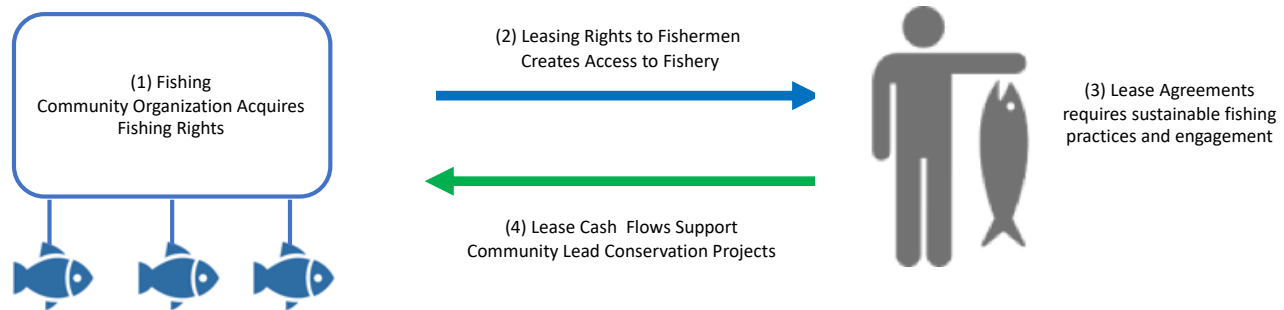 (1) Fishing
Community Organization Acquires
Fishing Rights
(2) Leasing Rights to Fishermen
Creates Access to Fishery
(3) Lease Agreements
requires sustainable fishing
practices and engagement
(4) Lease Cash  Flows Support
Community Lead Conservation Projects